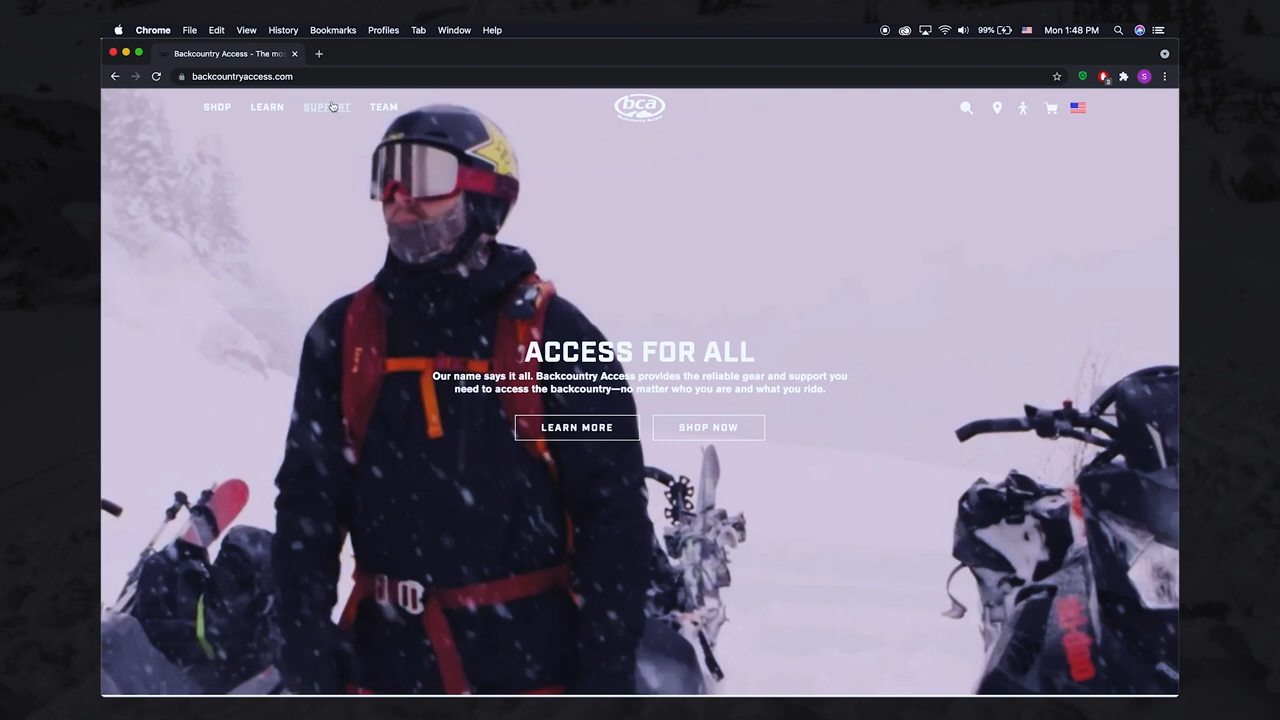 Chrome File Edit View History Bookmarks Profiles Tab Window Help 99% Mon 1:48 PM
Backcountry Access - The mo
backcountryaccess.com
S
SHOP LEARN SUPPORT TEAM
bca
Backcountry Access
ACCESS FOR ALL
Our name says it all. Backcountry Access provides the reliable gear and support you
need to access the backcountry—no matter who you are and what you ride.
LEARN MORE SHOP NOW